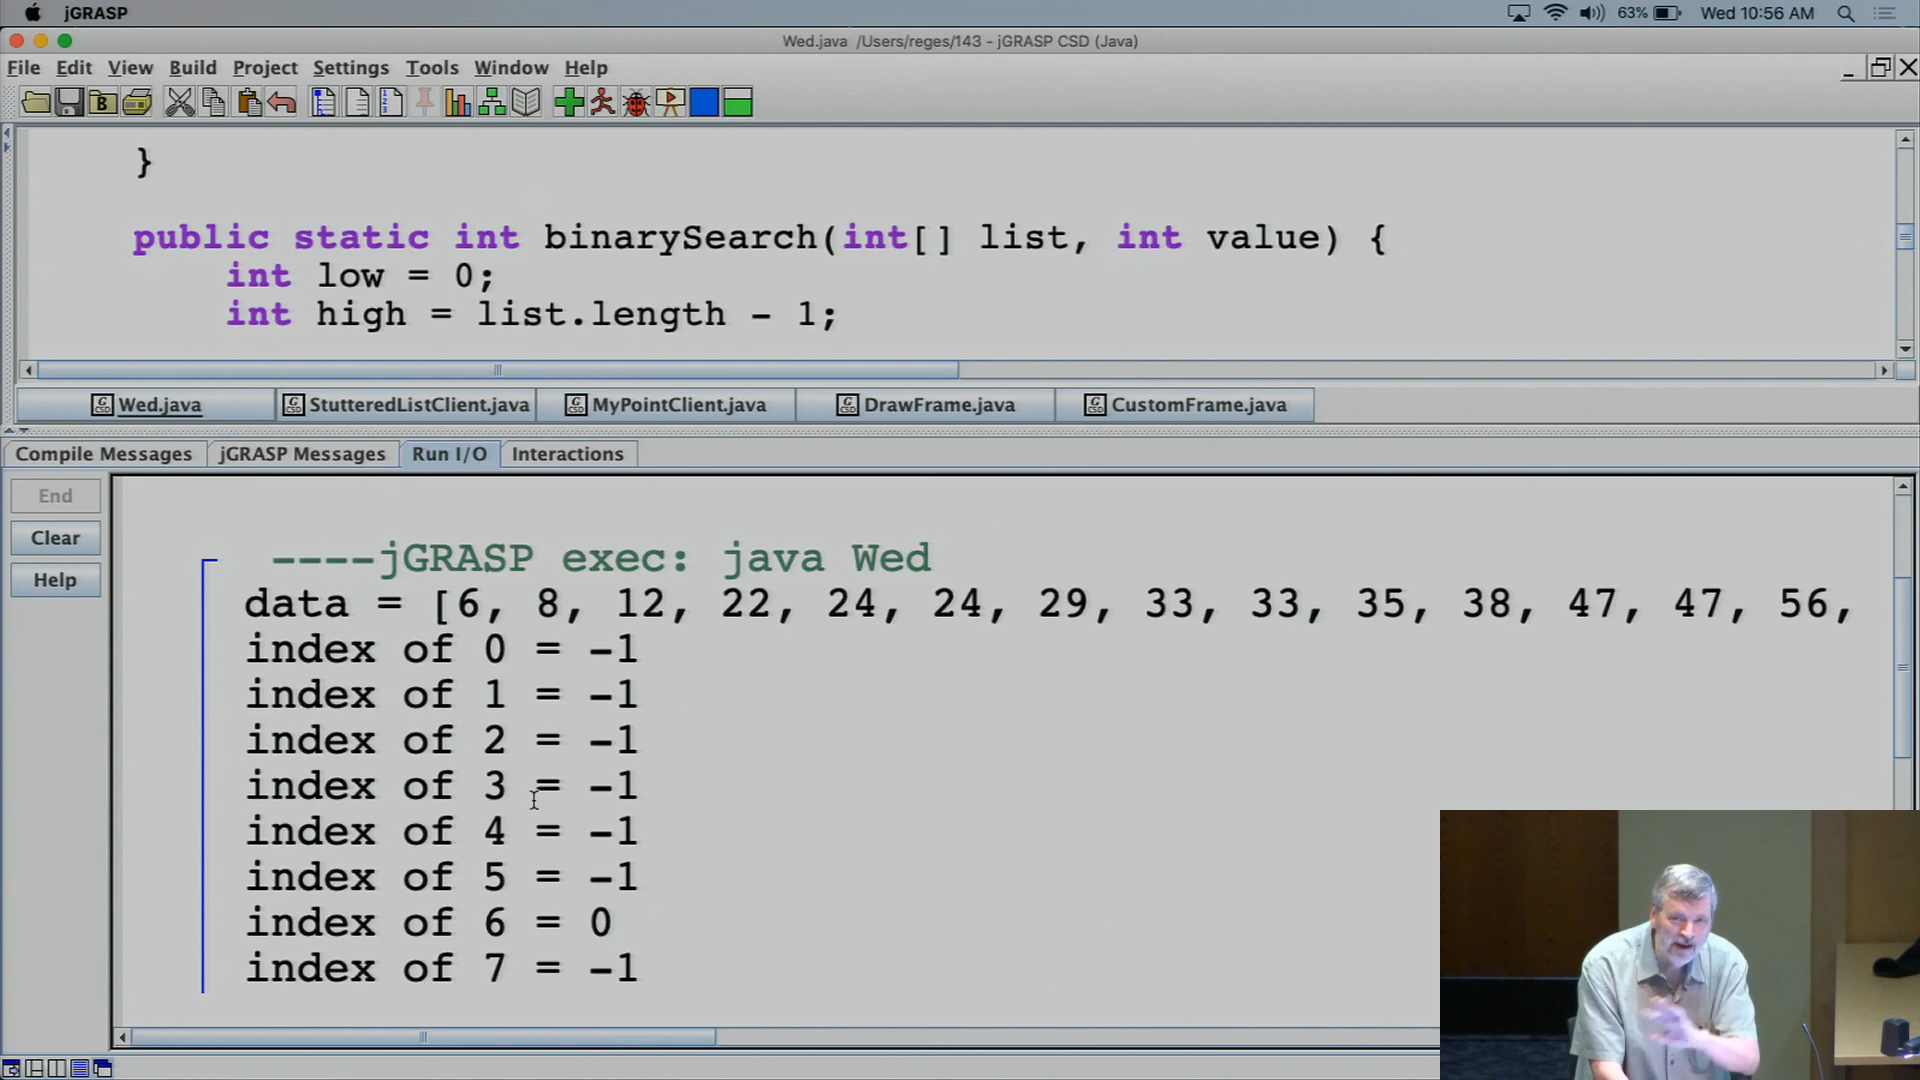 jGRASP
63%
Wed 10:56 AM
Wed.java /Users/reges/143 - jGRASP CSD (Java)
File Edit View Build Project Settings Tools Window Help
}
public static int binarySearch(int[] list, int value) {
int low = 0;
int high = list.length - 1;
Wed.java StutteredListClient.java MyPointClient.java DrawFrame.java CustomFrame.java
Compile Messages jGRASP Messages Run I/O Interactions
End
Clear
Help
----jGRASP exec: java Wed
data = [6, 8, 12, 22, 24, 24, 29, 33, 33, 35, 38, 47, 47, 56,
index of 0 = -1
index of 1 = -1
index of 2 = -1
index of 3 = -1
index of 4 = -1
index of 5 = -1
index of 6 = 0
index of 7 = -1